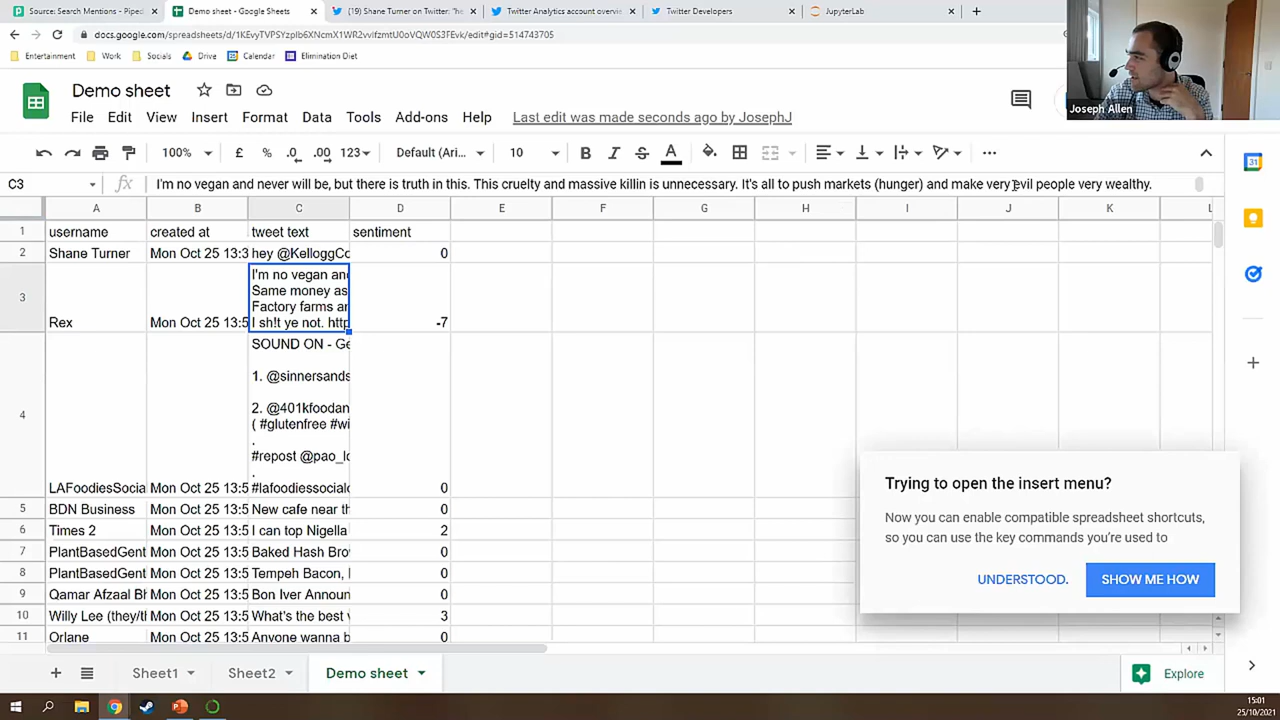 Source: Search Mentions - Piped
Demo sheet - Google Sheets
(19) Shane Turner on Twitter: "he
Twitter Analytics account overvi
Twitter Developers
JupyterLab
docs.google.com/spreadsheets/d/1KEvyTVPSYzpIb6XNcmX1WR2vvIfzmtU0oVQW0S3FEvk/edit#gid=514743705
Entertainment
Work
Socials
Drive
Calendar
Elimination Diet
Joseph Allen
Demo sheet
File Edit View Insert Format Data Tools Add-ons Help Last edit was made seconds ago by JosephJ
100% £ % .0 .00 123 Default (Ari... 10 B I S A
C3 fx I'm no vegan and never will be, but there is truth in this. This cruelty and massive killin is unnecessary. It's all to push markets (hunger) and make very evil people very wealthy.
A B C D E F G H I J K L
1 username created at tweet text sentiment
2 Shane Turner Mon Oct 25 13:3 hey @KelloggCo 0
I'm no vegan and
Same money as
3 Factory farms ar
Rex Mon Oct 25 13:5 I sh!t ye not. http -7
SOUND ON - Ge
1. @sinnersands
2. @401kfoodan
4 ( #glutenfree #wi
.
#repost @pao_lo
.
LAFoodiesSocia Mon Oct 25 13:5 #lafoodiessocialc 0
5 BDN Business Mon Oct 25 13:5 New cafe near th 0
6 Times 2 Mon Oct 25 13:5 I can top Nigella 2
7 PlantBasedGent Mon Oct 25 13:5 Baked Hash Bro 0
8 PlantBasedGent Mon Oct 25 13:5 Tempeh Bacon, 0
9 Qamar Afzaal Bh Mon Oct 25 13:5 Bon Iver Announ 0
10 Willy Lee (they/th Mon Oct 25 13:5 What's the best v 3
11 Orlane Mon Oct 25 13:5 Anyone wanna b 0
Trying to open the insert menu?
Now you can enable compatible spreadsheet shortcuts,
so you can use the key commands you're used to
UNDERSTOOD. SHOW ME HOW
Sheet1 Sheet2 Demo sheet Explore
31
15:01
25/10/2021